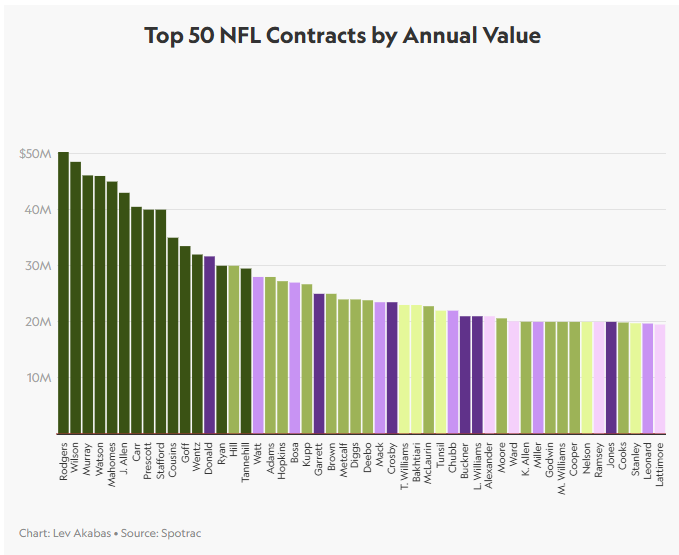 Top 50 NFL Contracts by Annual Value
$50M
40M
30M
20M
10M
Rodgers
Wilson
Murray
Watson
Mahomes
J. Allen
Carr
Prescott
Stafford
Cousins
Goff
Wentz
Donald
Ryan
Hill
Tannehill
Watt
Adams
Hopkins
Bosa
Kupp
Garrett
Brown
Metcalf
Diggs
Deebo
Mack
Crosby
T. Williams
Bakhtiari
McLaurin
Tunsil
Chubb
Buckner
L. Williams
Alexander
Moore
Ward
K. Allen
Miller
Godwin
M. Williams
Cooper
Nelson
Ramsey
Jones
Cooks
Stanley
Leonard
Lattimore
Chart: Lev Akabas • Source: Spotrac